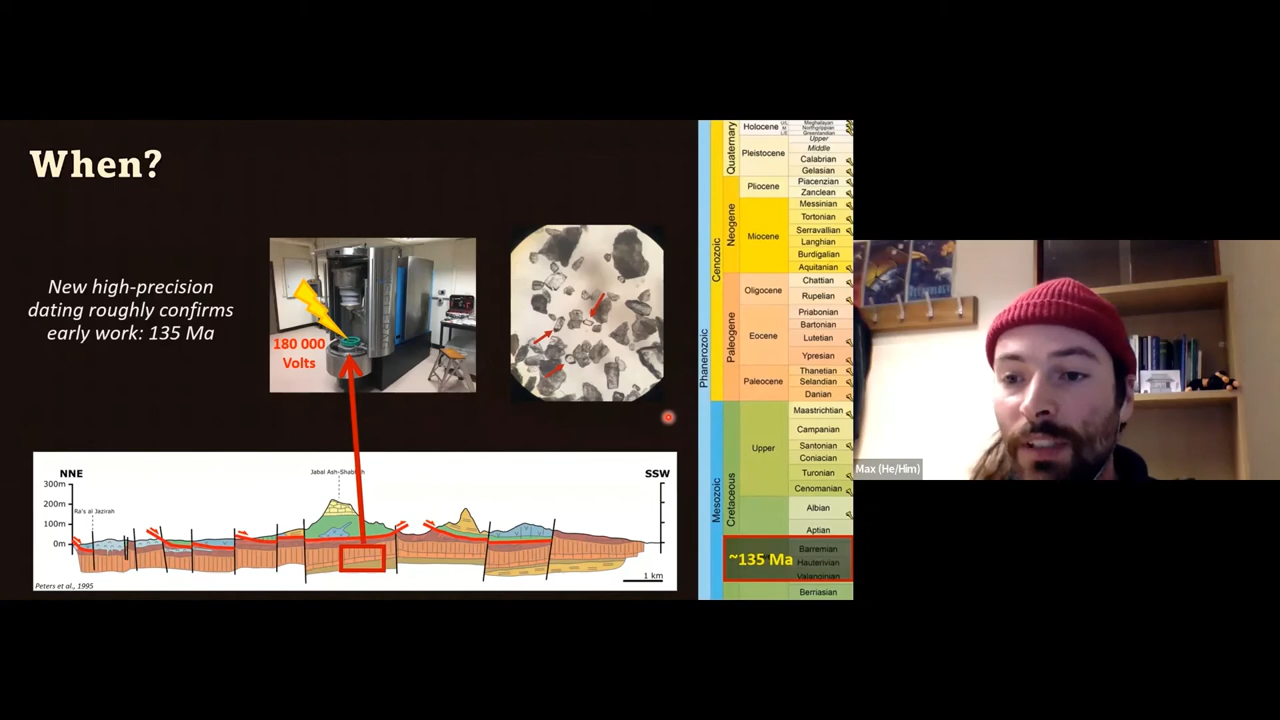 When?
New high-precision
dating roughly confirms
early work: 135 Ma
180 000
Volts
NNE
SSW
300m
200m
100m
0m
Ra's al Jazirah
Peters et al., 1995
1 km
Phanerozoic
Cenozoic
Mesozoic
Quaternary
Neogene
Paleogene
Cretaceous
Holocene
Pleistocene
Pliocene
Miocene
Oligocene
Eocene
Paleocene
Upper
Meghalayan
Northgrippian
Greenlandian
Upper
Middle
Calabrian
Gelasian
Piacenzian
Zanclean
Messinian
Tortonian
Serravallian
Langhian
Burdigalian
Aquitanian
Chattian
Rupelian
Priabonian
Bartonian
Lutetian
Ypresian
Thanetian
Selandian
Danian
Maastrichtian
Campanian
Santonian
Coniacian
Turonian
Cenomanian
Albian
Aptian
Barremian
~135 Ma
Hauterivian
Valanginian
Berriasian
Max (He/Him)